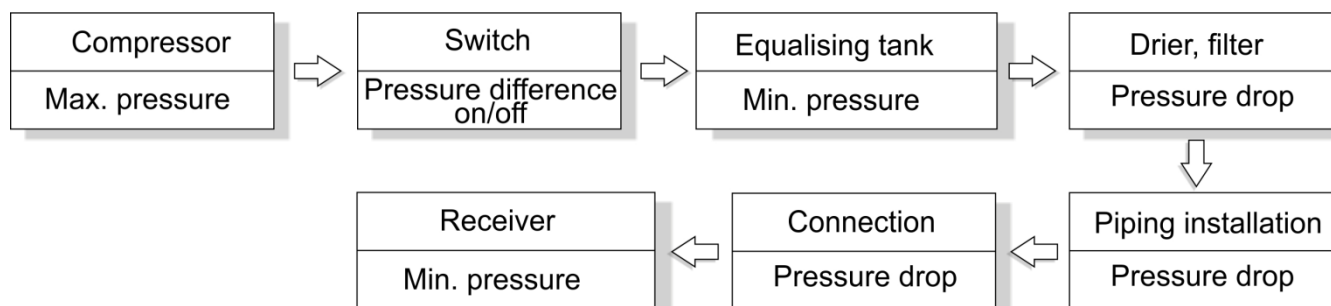 Compressor
Max. pressure
Switch
Pressure difference
on/off
Equalising tank
Min. pressure
Drier, filter
Pressure drop
Receiver
Min. pressure
Connection
Pressure drop
Piping installation
Pressure drop